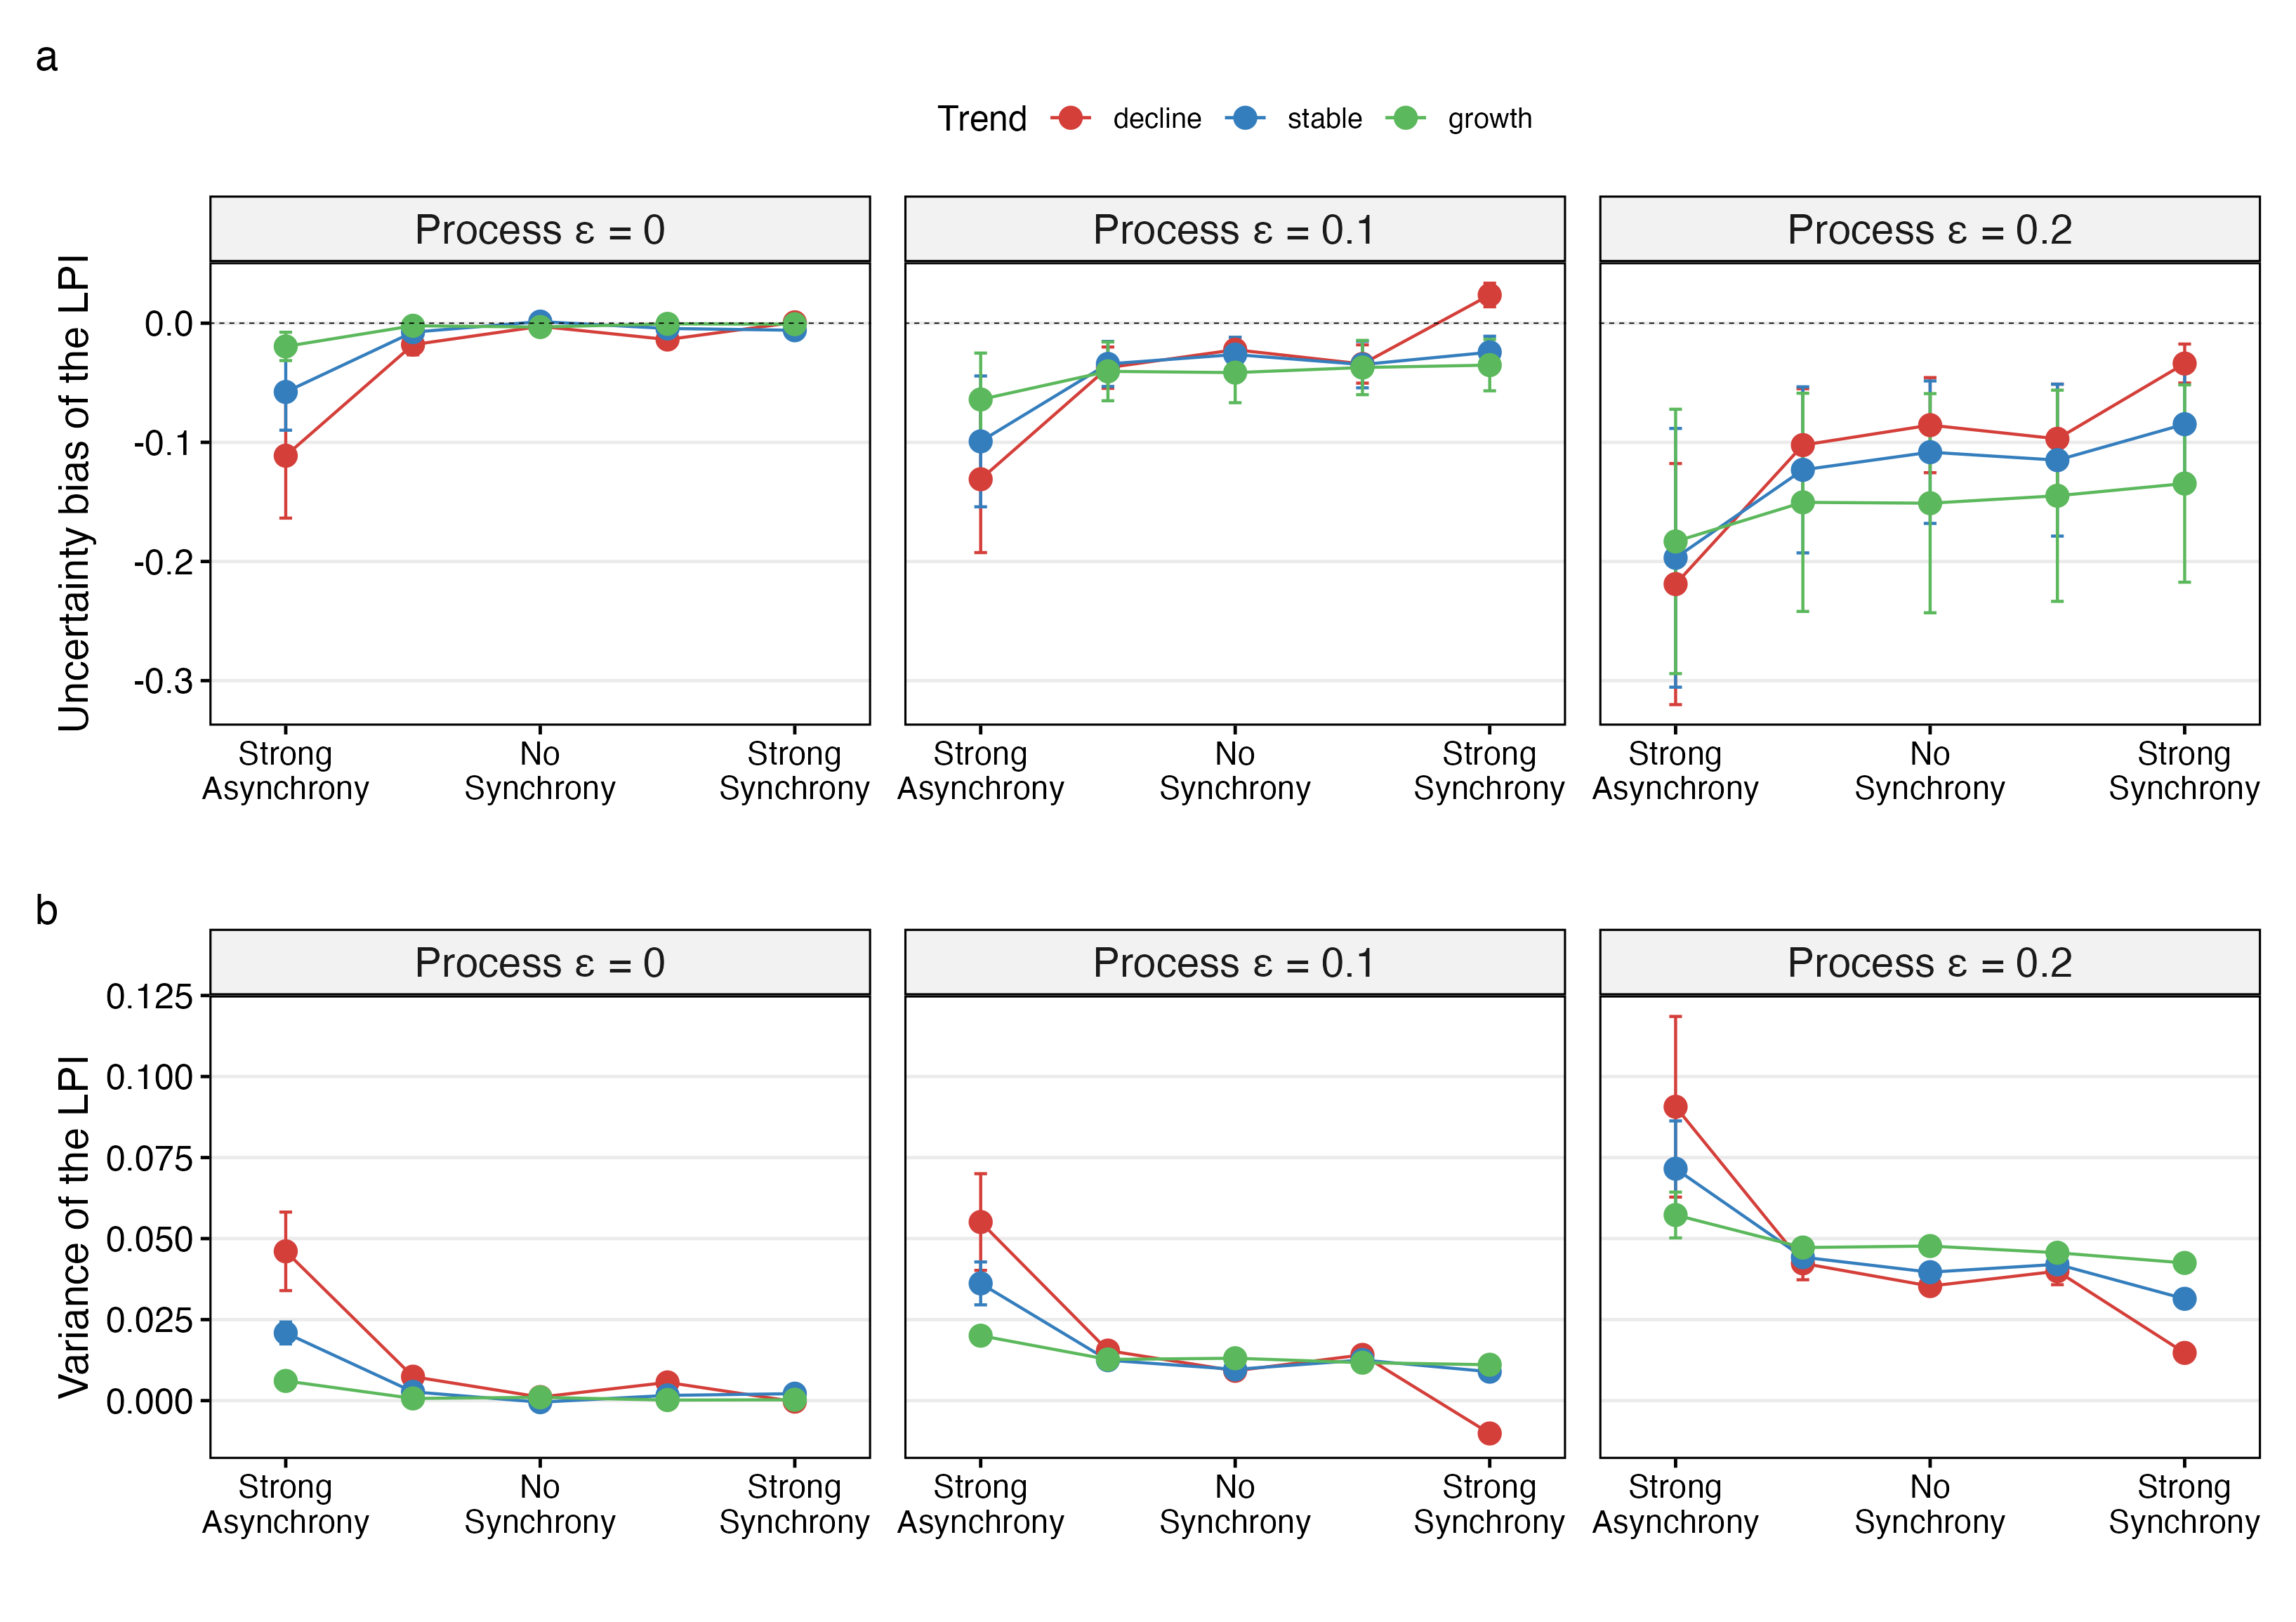 a
Trend decline stable growth
Process ε = 0 Process ε = 0.1 Process ε = 0.2
Uncertainty bias of the LPI
0.0
-0.1
-0.2
-0.3
Strong No Strong Strong No Strong Strong No Strong
Asynchrony Synchrony Synchrony Asynchrony Synchrony Synchrony Asynchrony Synchrony Synchrony
b
Process ε = 0 Process ε = 0.1 Process ε = 0.2
Variance of the LPI
0.125
0.100
0.075
0.050
0.025
0.000
Strong No Strong Strong No Strong Strong No Strong
Asynchrony Synchrony Synchrony Asynchrony Synchrony Synchrony Asynchrony Synchrony Synchrony